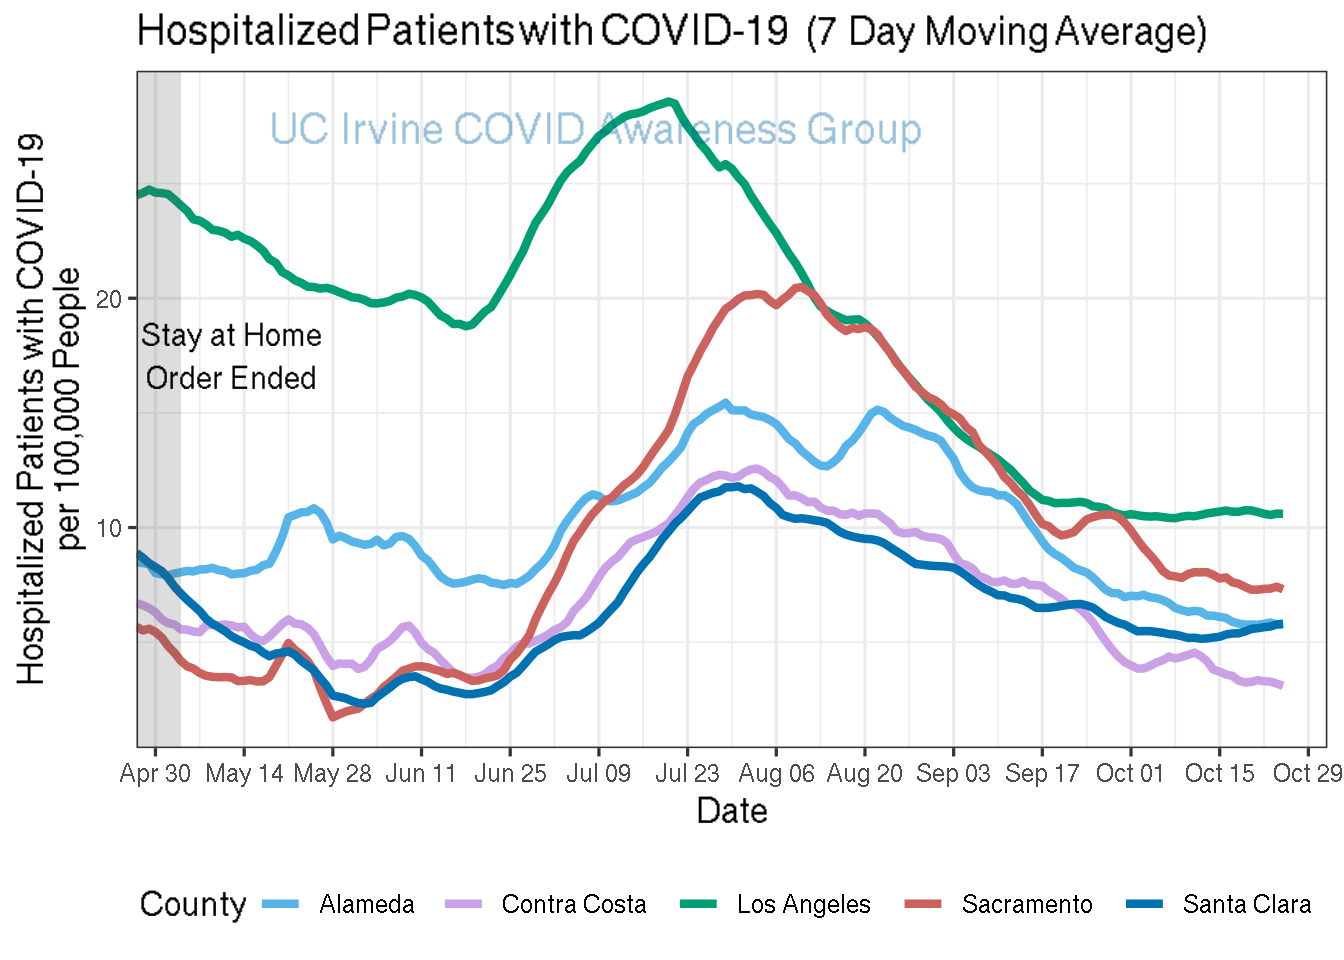 Hospitalized Patients with COVID-19 (7 Day Moving Average)
UC Irvine COVID Awareness Group
Hospitalized Patients with COVID-19
per 100,000 People
20
10
Stay at Home
Order Ended
Apr 30 May 14 May 28 Jun 11 Jun 25 Jul 09 Jul 23 Aug 06 Aug 20 Sep 03 Sep 17 Oct 01 Oct 15 Oct 29
Date
County Alameda Contra Costa Los Angeles Sacramento Santa Clara